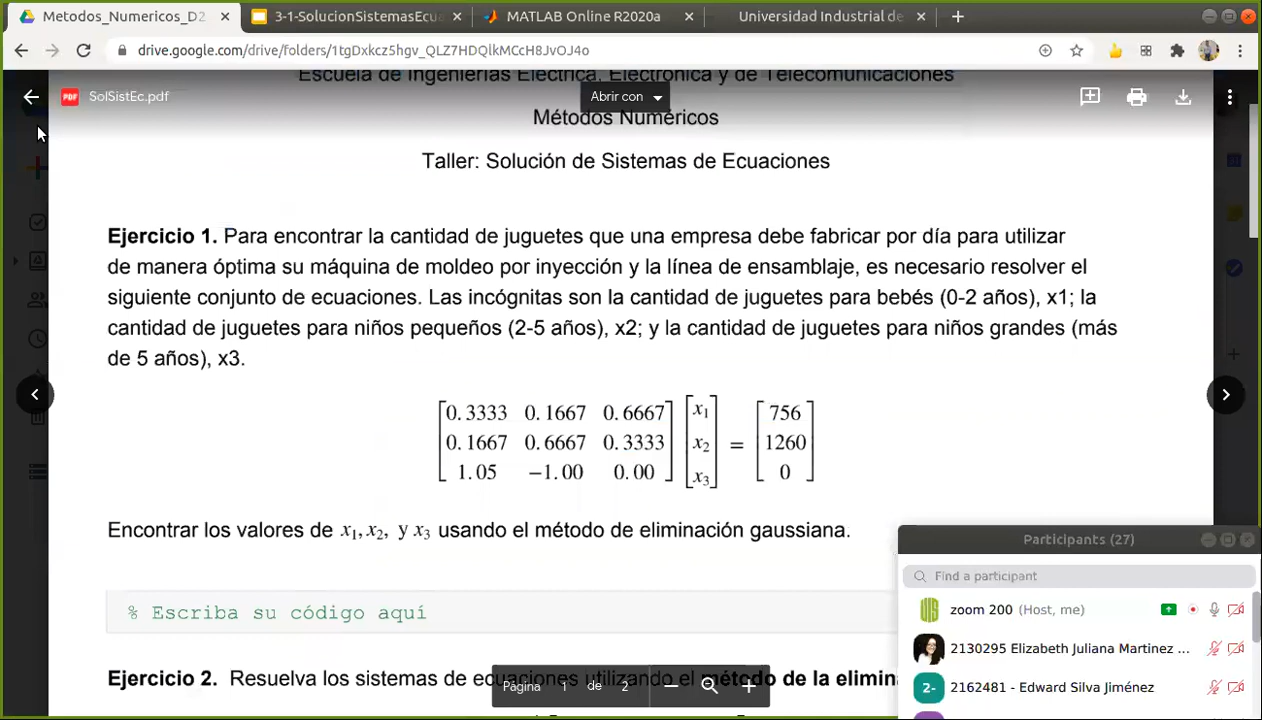 Metodos_Numericos_D2
3-1-SolucionSistemasEcu
MATLAB Online R2020a
Universidad Industrial de
drive.google.com/drive/folders/1tgDxkcz5hgv_QLZ7HDQlkMCcH8JvOJ4o
Escuela de Ingenierías Eléctrica, Electrónica y de Telecomunicaciones
PDF SolSistEc.pdf
Abrir con
Métodos Numéricos
Taller: Solución de Sistemas de Ecuaciones
Ejercicio 1. Para encontrar la cantidad de juguetes que una empresa debe fabricar por día para utilizar
de manera óptima su máquina de moldeo por inyección y la línea de ensamblaje, es necesario resolver el
siguiente conjunto de ecuaciones. Las incógnitas son la cantidad de juguetes para bebés (0-2 años), x1; la
cantidad de juguetes para niños pequeños (2-5 años), x2; y la cantidad de juguetes para niños grandes (más
de 5 años), x3.
0.3333 0.1667 0.6667 x₁ 756
0.1667 0.6667 0.3333 x₂ = 1260
1.05 −1.00 0.00 x₃ 0
Encontrar los valores de x₁, x₂, y x₃ usando el método de eliminación gaussiana.
% Escriba su código aquí
Ejercicio 2. Resuelva los sistemas de ecuaciones utilizando el método de la elimin
Página 1 de 2
Participants (27)
Find a participant
zoom 200 (Host, me)
2130295 Elizabeth Juliana Martinez ...
2- 2162481 - Edward Silva Jiménez